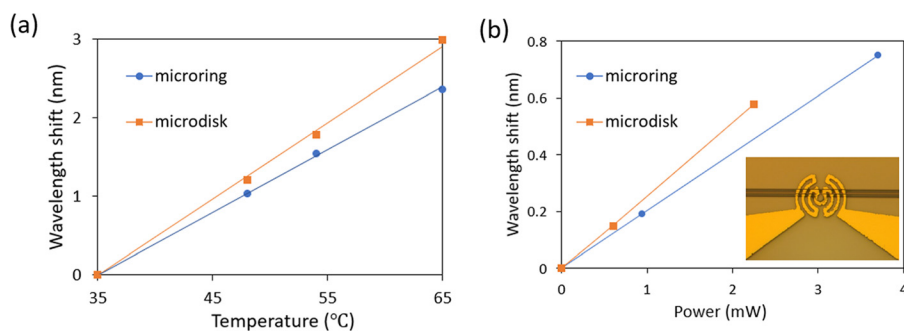 (a)
3
2
1
0
35
45
55
65
Wavelength shift (nm)
Temperature (℃)
microring
microdisk
(b)
0.8
0.6
0.4
0.2
0
0
1
2
3
4
Wavelength shift (nm)
Power (mW)
microring
microdisk